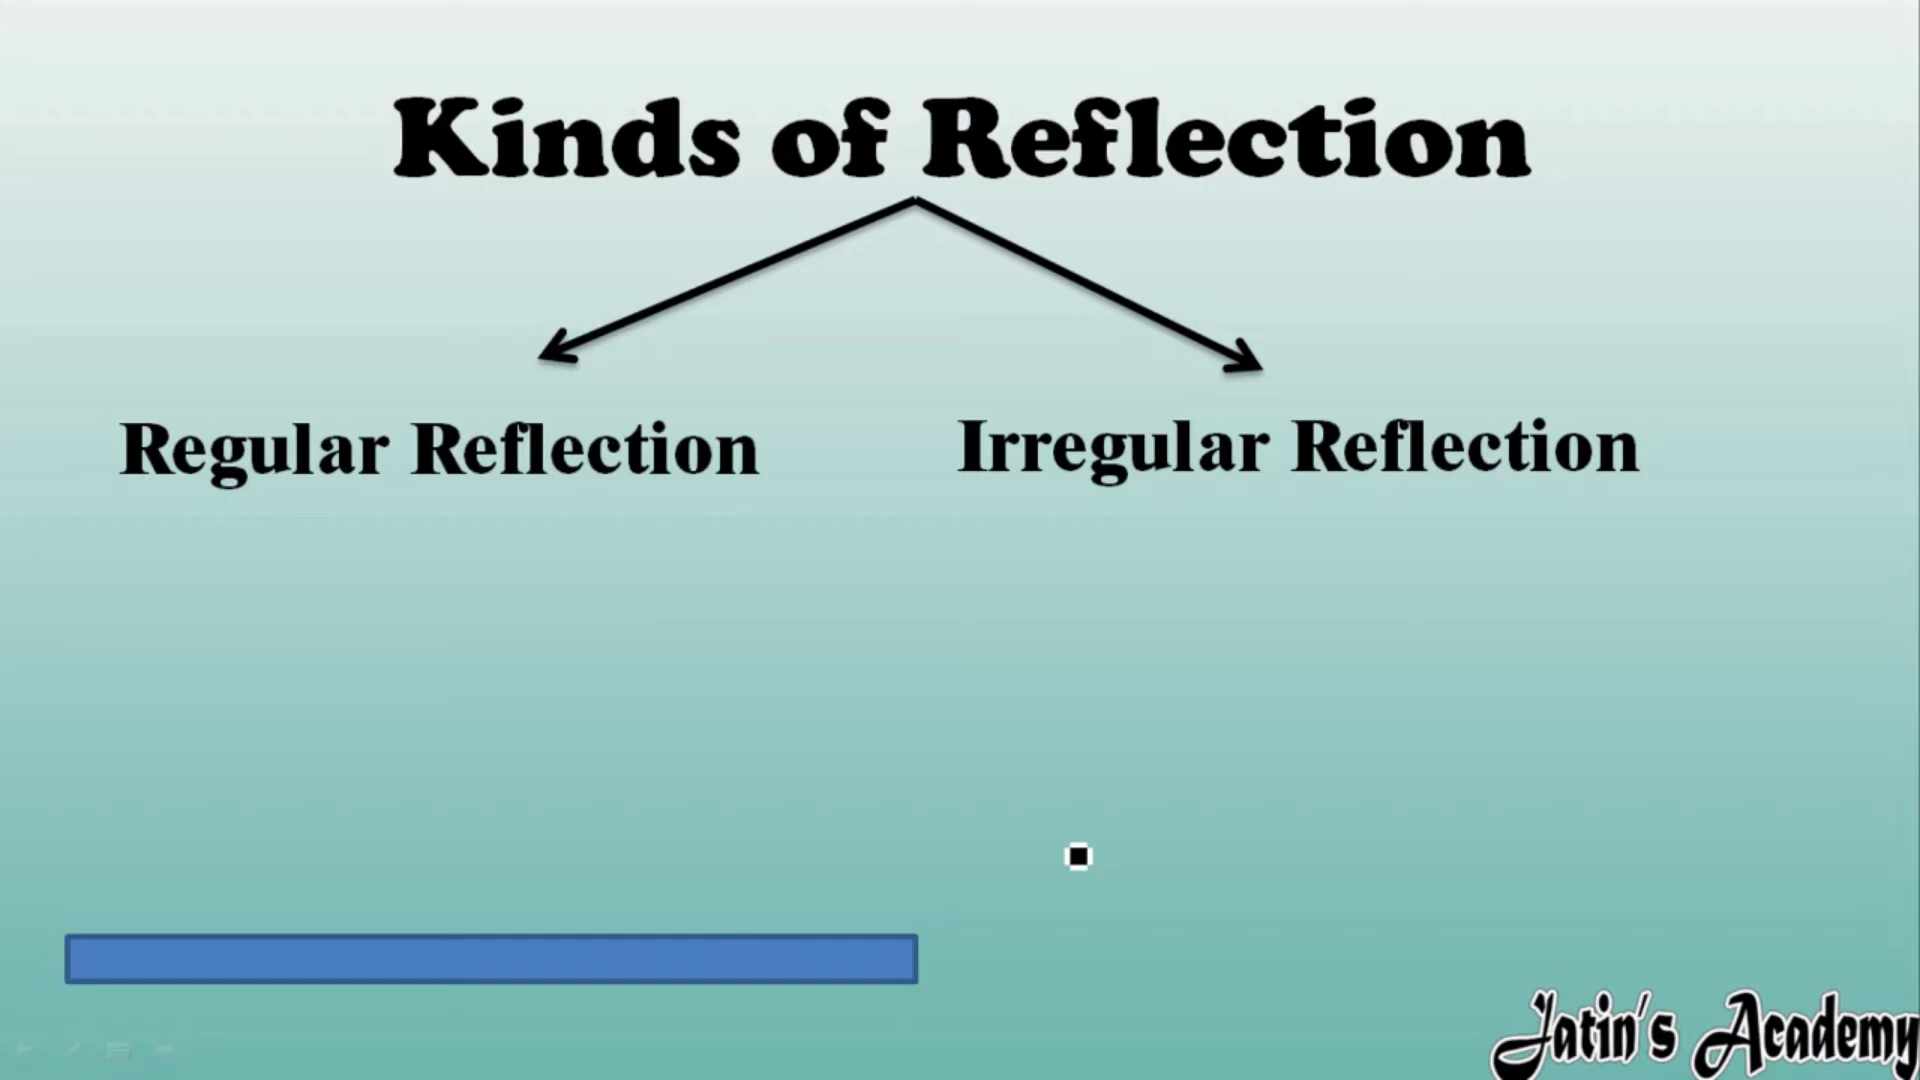 Kinds of Reflection
Regular Reflection
Irregular Reflection
Jatin's Academy